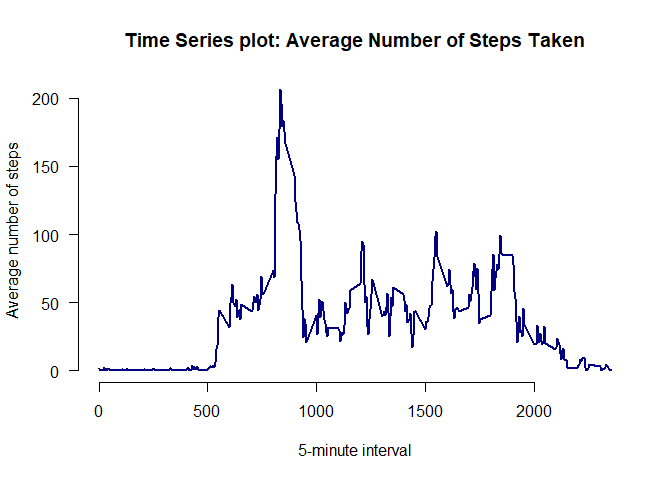 Time Series plot: Average Number of Steps Taken
Average number of steps
200
150
100
50
0
0 500 1000 1500 2000
5-minute interval